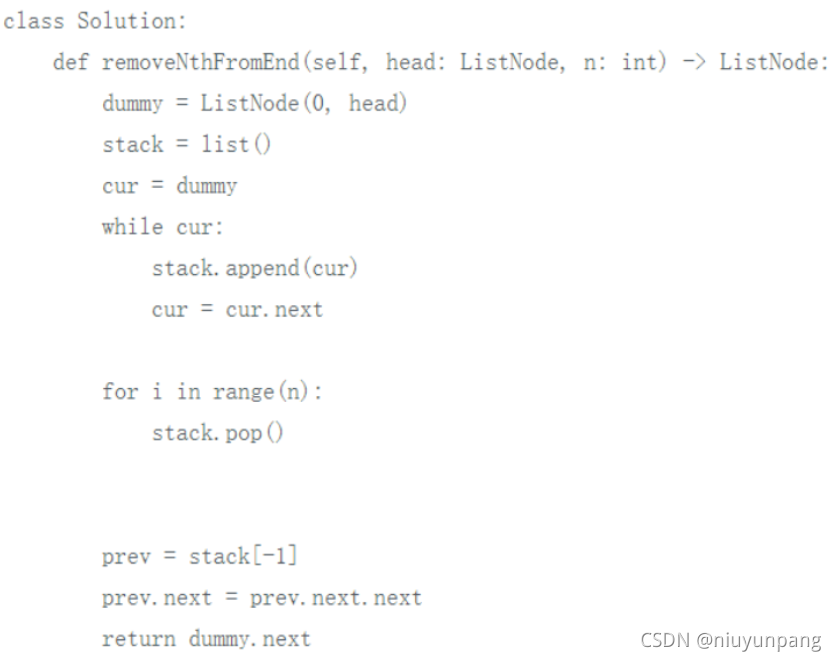 class Solution:
    def removeNthFromEnd(self, head: ListNode, n: int) -> ListNode:
        dummy = ListNode(0, head)
        stack = list()
        cur = dummy
        while cur:
            stack.append(cur)
            cur = cur.next
        for i in range(n):
            stack.pop()
        prev = stack[-1]
        prev.next = prev.next.next
        return dummy.next
CSDN @niuyunpang